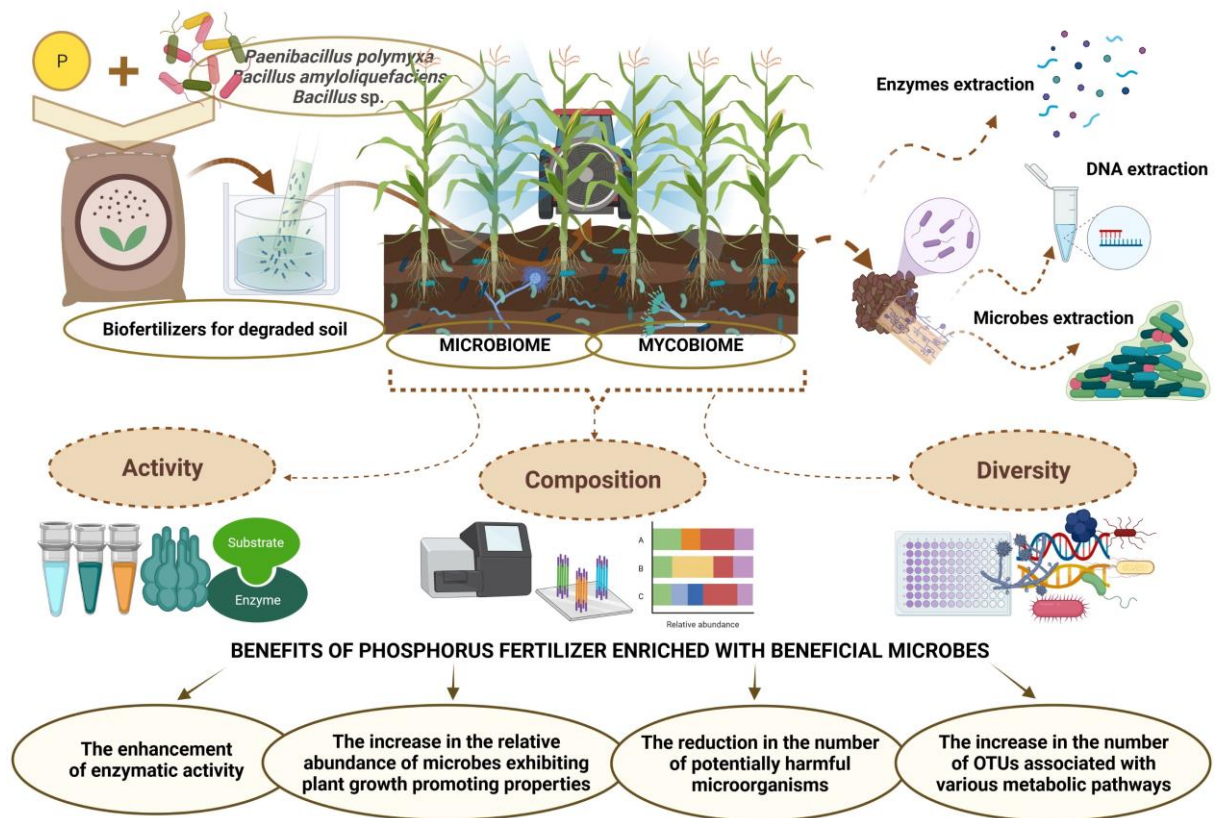 P
Paenibacillus polymyxa
Bacillus amyloliquefaciens
Bacillus sp.
Enzymes extraction
DNA extraction
Microbes extraction
Biofertilizers for degraded soil
MICROBIOME
MYCOBIOME
Activity
Composition
Diversity
Substrate
Enzyme
A
B
C
Relative abundance
BENEFITS OF PHOSPHORUS FERTILIZER ENRICHED WITH BENEFICIAL MICROBES
The enhancement
of enzymatic activity
The increase in the relative
abundance of microbes exhibiting
plant growth promoting properties
The reduction in the number
of potentially harmful
microorganisms
The increase in the number
of OTUs associated with
various metabolic pathways